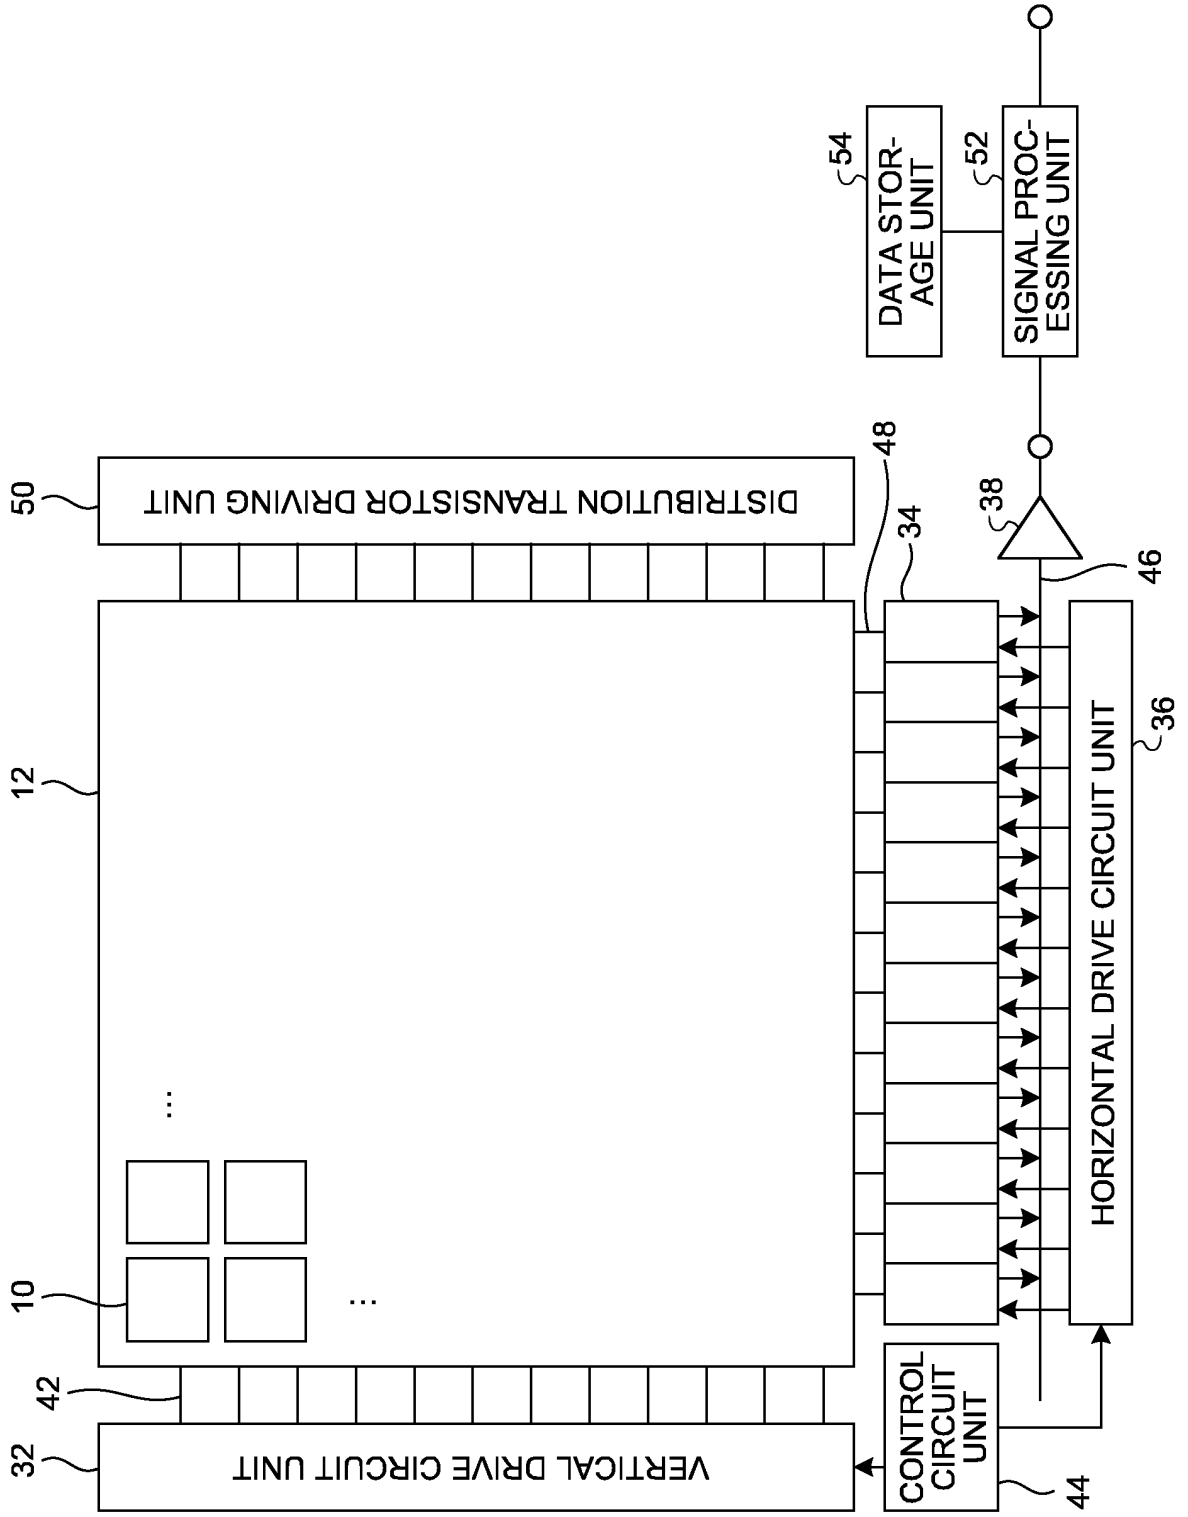 32
42
10
12
50
VERTICAL DRIVE CIRCUIT UNIT
DISTRIBUTION TRANSISTOR DRIVING UNIT
...
...
48
34
54
DATA STOR-
AGE UNIT
44
CONTROL
CIRCUIT
UNIT
38
52
SIGNAL PROC-
ESSING UNIT
46
HORIZONTAL DRIVE CIRCUIT UNIT
36